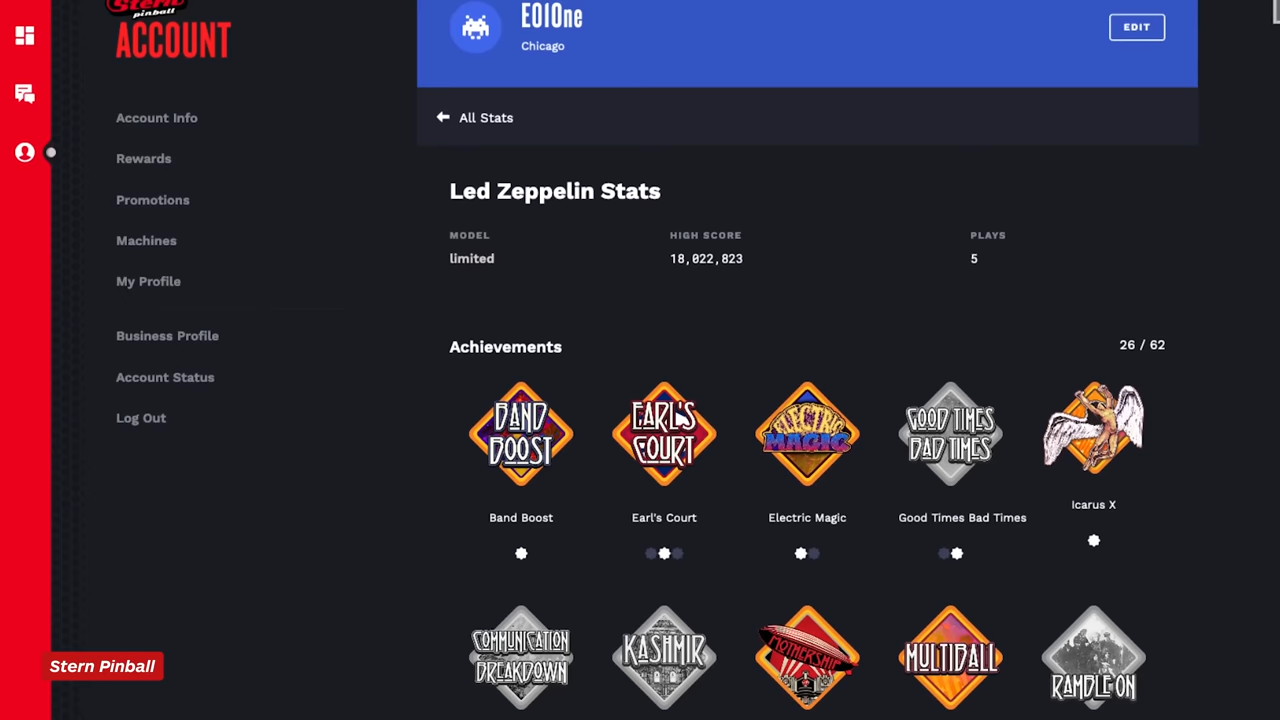 Stern
pinball
ACCOUNT
Account Info
Rewards
Promotions
Machines
My Profile
Business Profile
Account Status
Log Out
Stern Pinball
E010ne
Chicago
EDIT
All Stats
Led Zeppelin Stats
MODEL HIGH SCORE PLAYS
limited 18,022,823 5
Achievements 26 / 62
BAND
BOOST
EARL'S
COURT
ELECTRIC
MAGIC
GOOD TIMES
BAD TIMES
Band Boost Earl's Court Electric Magic Good Times Bad Times Icarus X
COMMUNICATION
BREAKDOWN
KASHMIR
MOTHERSHIP
MULTIBALL
RAMBLE ON